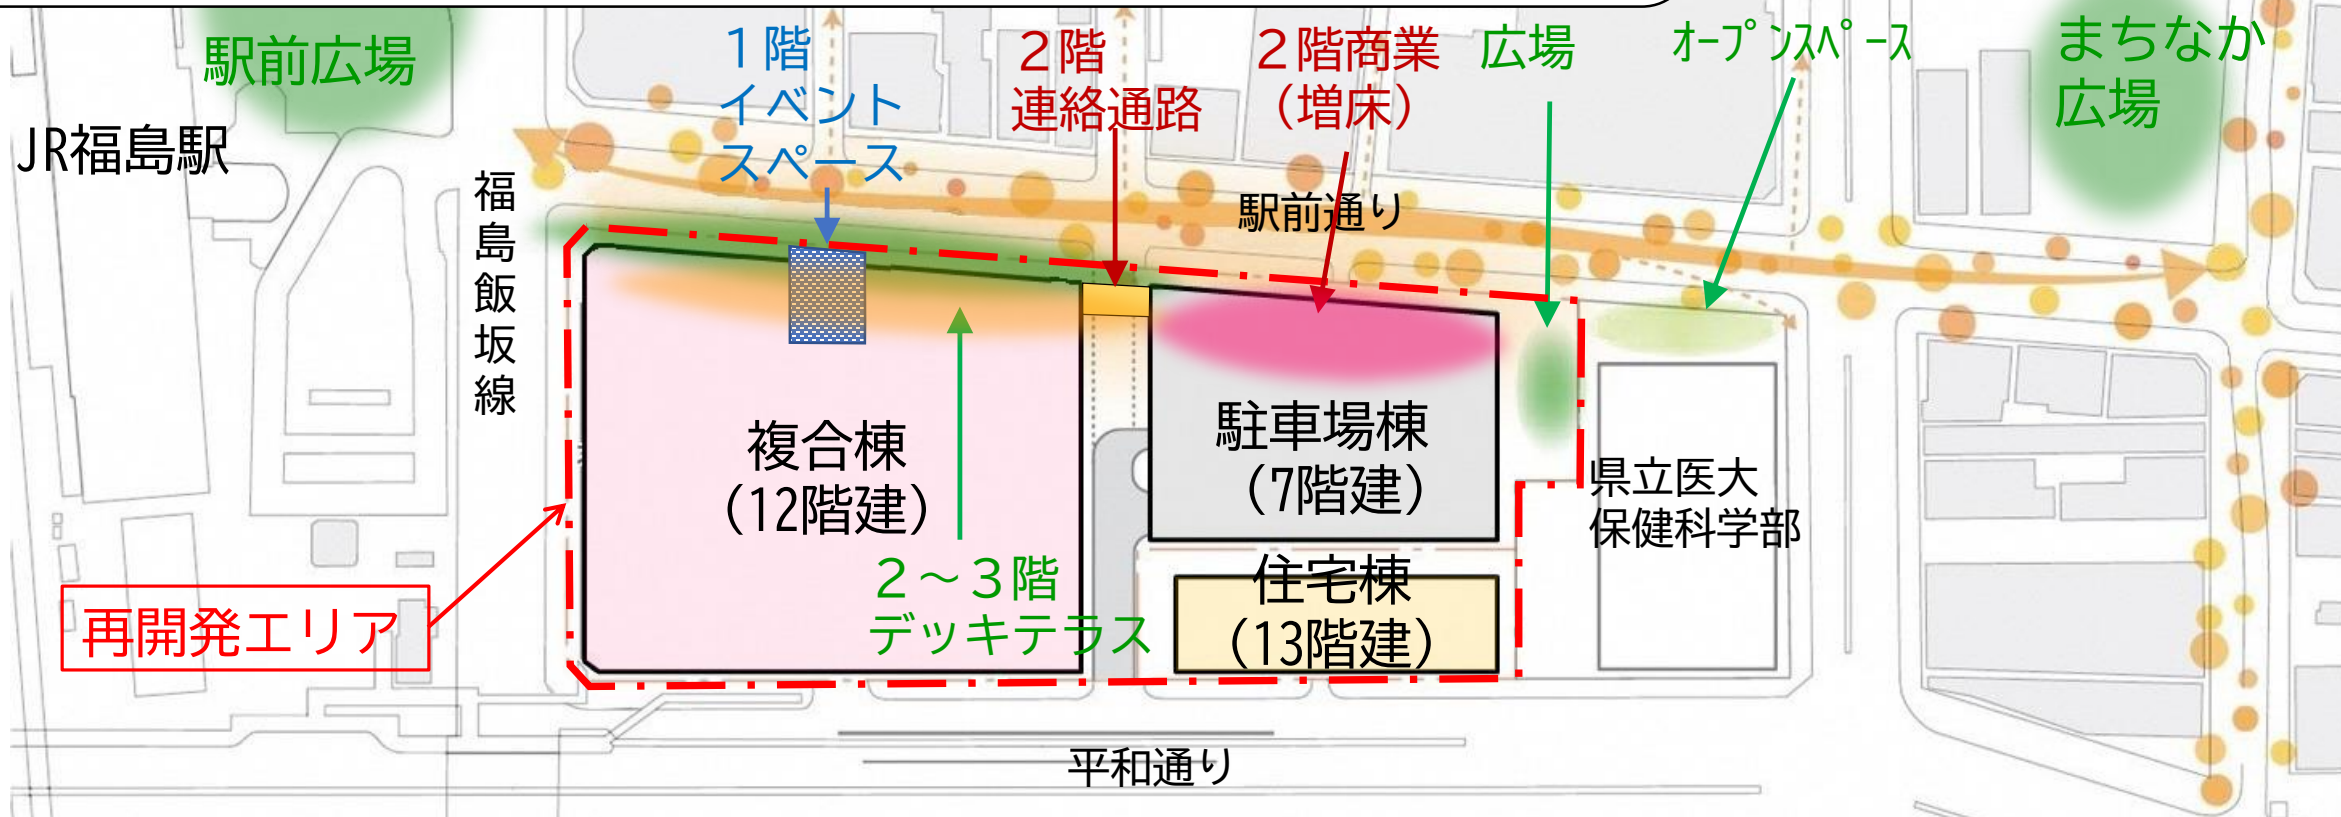 駅前広場
JR福島駅
福島飯坂線
１階
イベント
スペース
２階
連絡通路
２階商業
（増床）
広場
ｵｰﾌﾟﾝｽﾍﾟｰｽ
まちなか
広場
駅前通り
複合棟
（12階建）
２～３階
デッキテラス
駐車場棟
（7階建）
住宅棟
（13階建）
県立医大
保健科学部
再開発エリア
平和通り